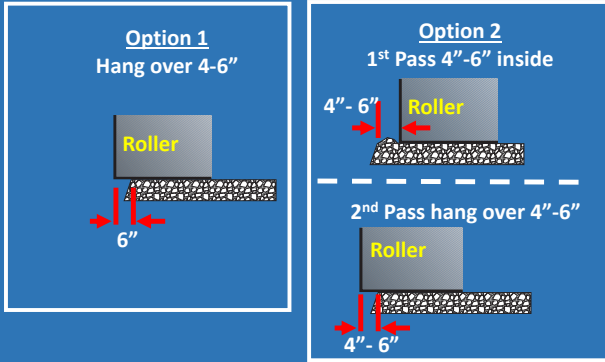 Option 1
Hang over 4-6”
Roller
6”
Option 2
1st Pass 4”-6” inside
4”- 6”
Roller
2nd Pass hang over 4”-6”
Roller
4”- 6”